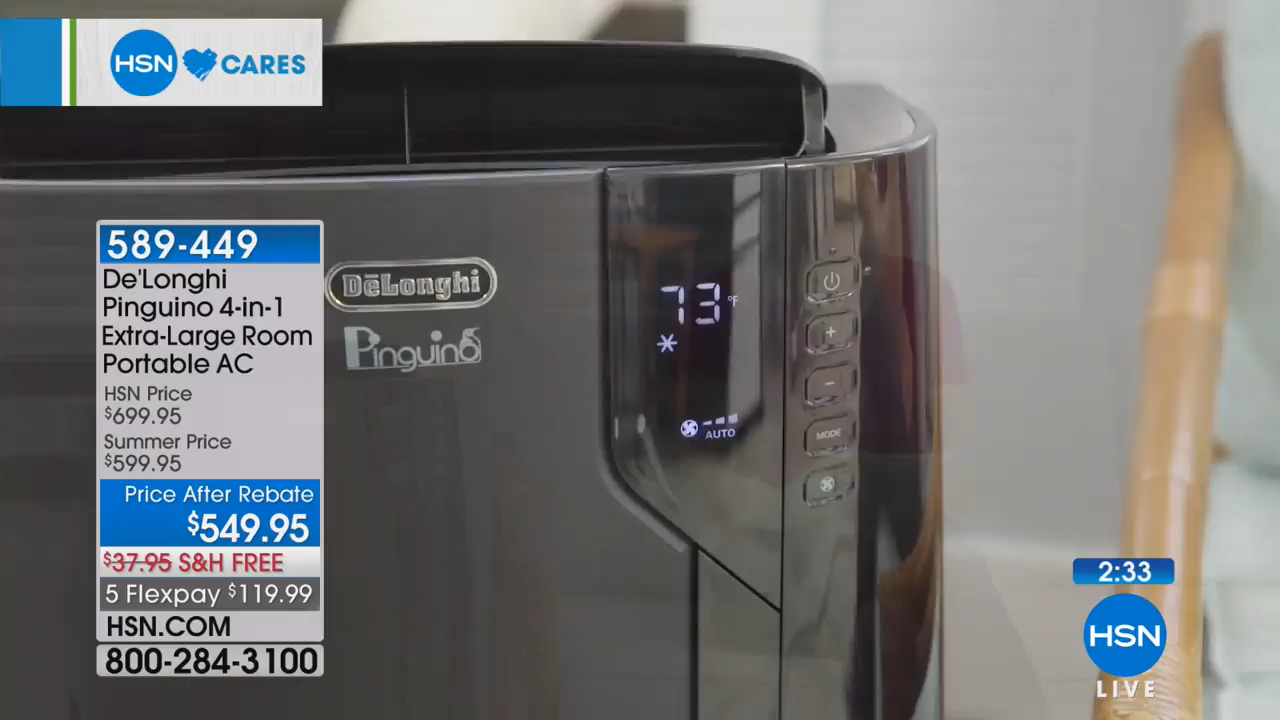 HSN CARES
589-449
De'Longhi
Pinguino 4-in-1
Extra-Large Room
Portable AC
HSN Price
$699.95
Summer Price
$599.95
Price After Rebate
$549.95
$37.95 S&H FREE
5 Flexpay $119.99
HSN.COM
800-284-3100
DēLonghi
Pinguino
73 °F
AUTO
+
-
MODE
2:33
HSN
LIVE